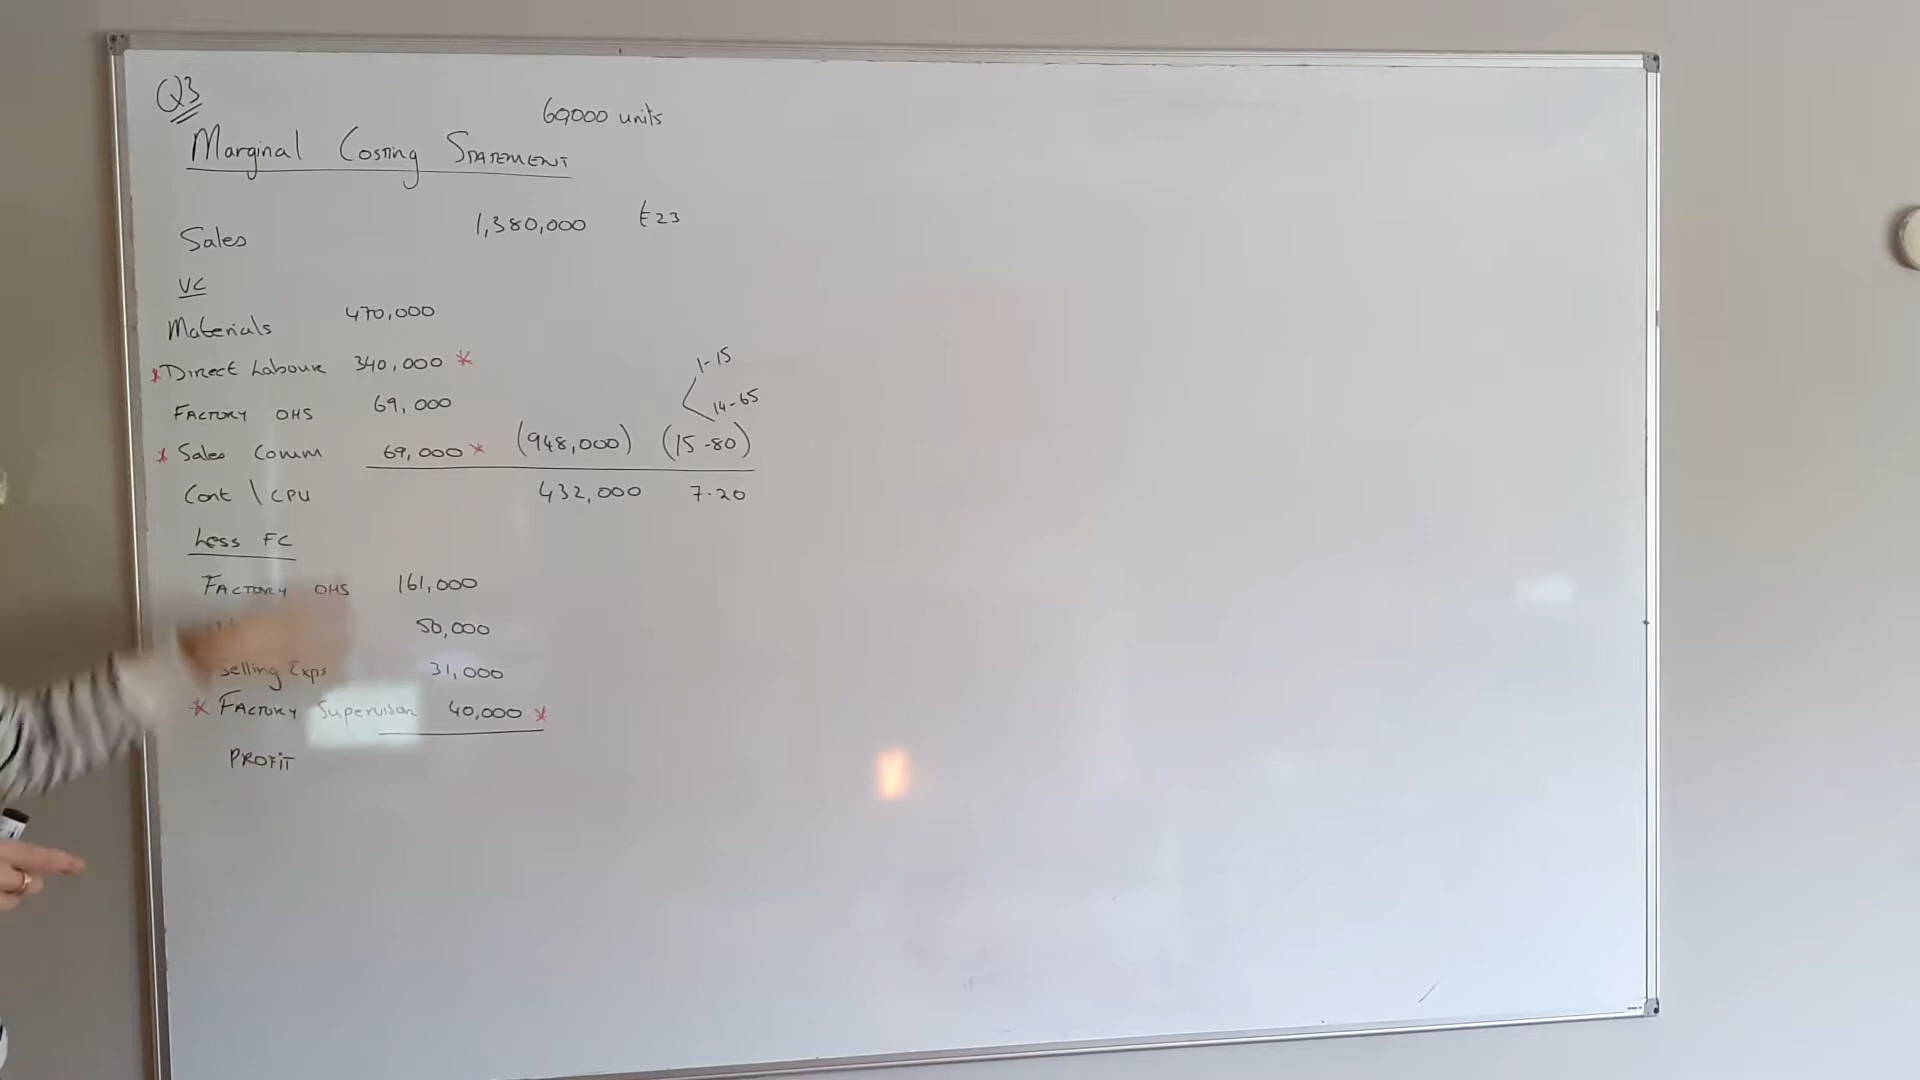 Q3
60000 units
Marginal Costing STATEMENT
Sales 1,380,000 £23
VC
Materials 470,000
1-15
* Direct Labour 340,000 *
14-65
FACTORY OHS 69,000
* Sales Comm 69,000 * (948,000) (15-80)
Cont \ CPU 432,000 7.20
Less FC
FACTORY OHS 161,000
50,000
Selling Exps 31,000
* FACTORY Supervisor 40,000 *
PROFIT